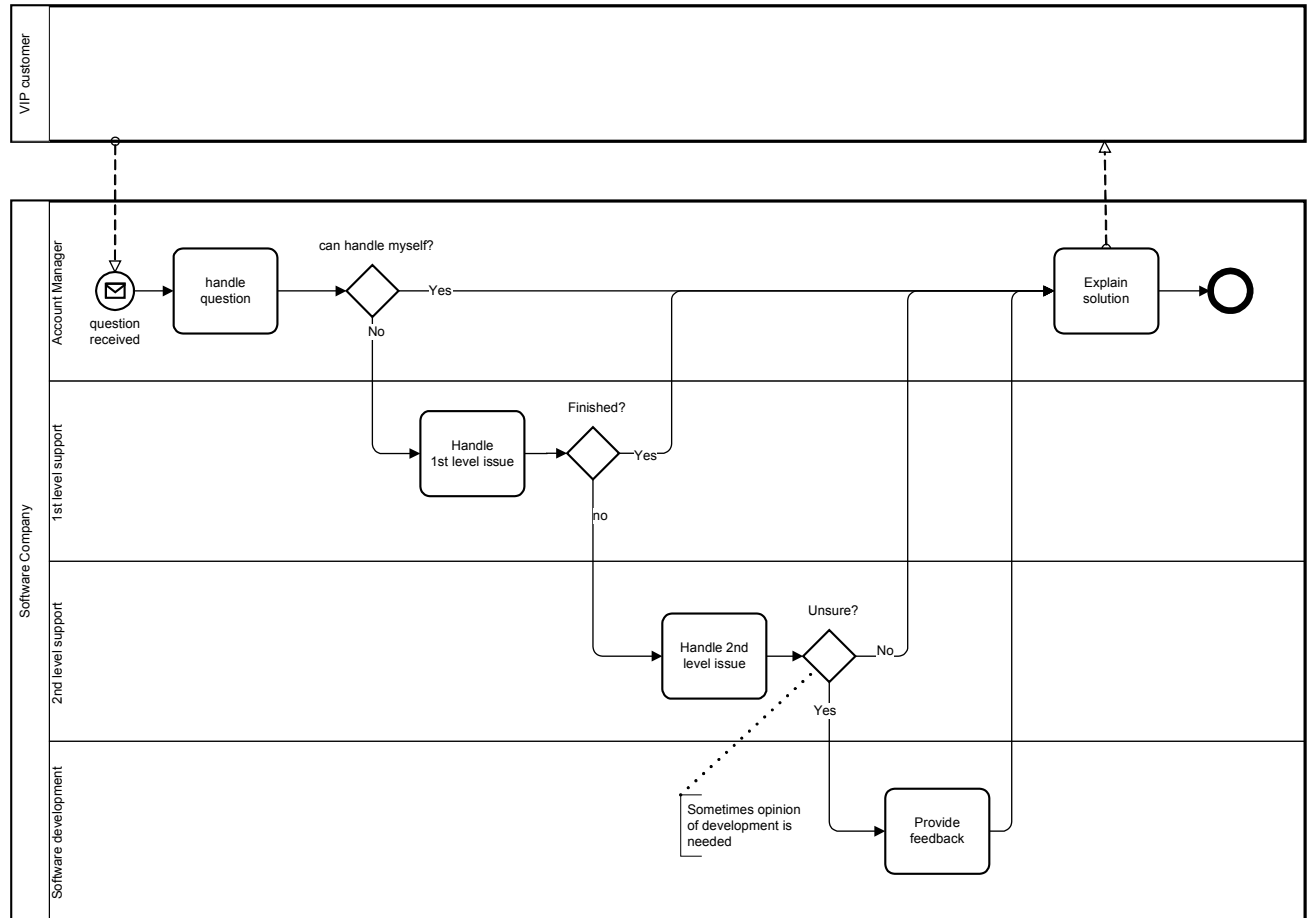 VIP customer
Software Company
Account Manager
can handle myself?
handle
question
Yes
Explain
solution
question
received
No
1st level support
Finished?
Handle
1st level issue
Yes
no
2nd level support
Unsure?
Handle 2nd
level issue
No
Yes
Software development
Sometimes opinion
of development is
needed
Provide
feedback